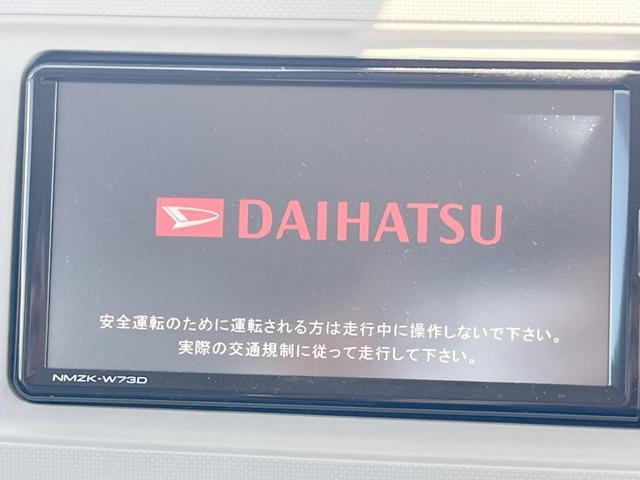 DAIHATSU
安全運転のために運転される方は走行中に操作しないで下さい。
実際の交通規制に従って走行して下さい。
NMZK-W73D